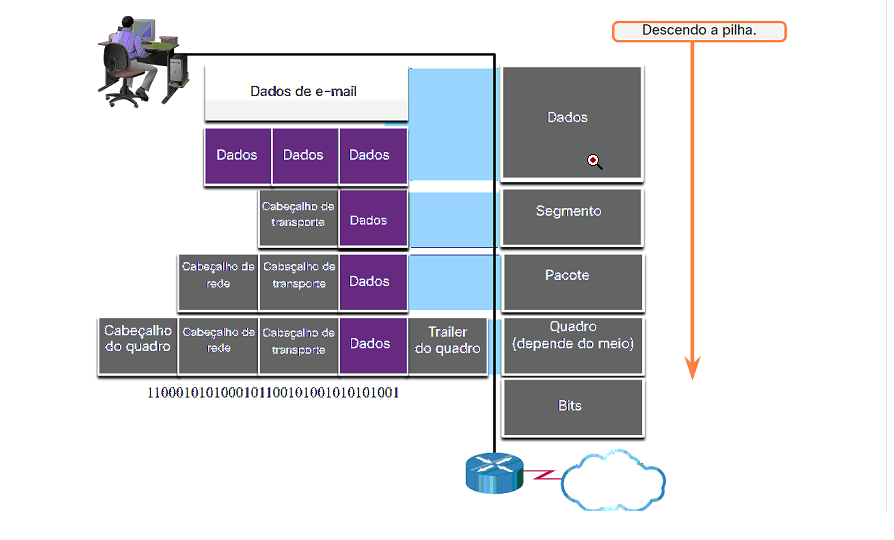 Descendo a pilha.
Dados de e-mail
Dados
Dados Dados Dados
Cabeçalho de
transporte
Dados
Segmento
Cabeçalho de
rede
Cabeçalho de
transporte
Dados
Pacote
Cabeçalho
do quadro
Cabeçalho de
rede
Cabeçalho de
transporte
Dados
Trailer
do quadro
Quadro
(depende do meio)
Bits